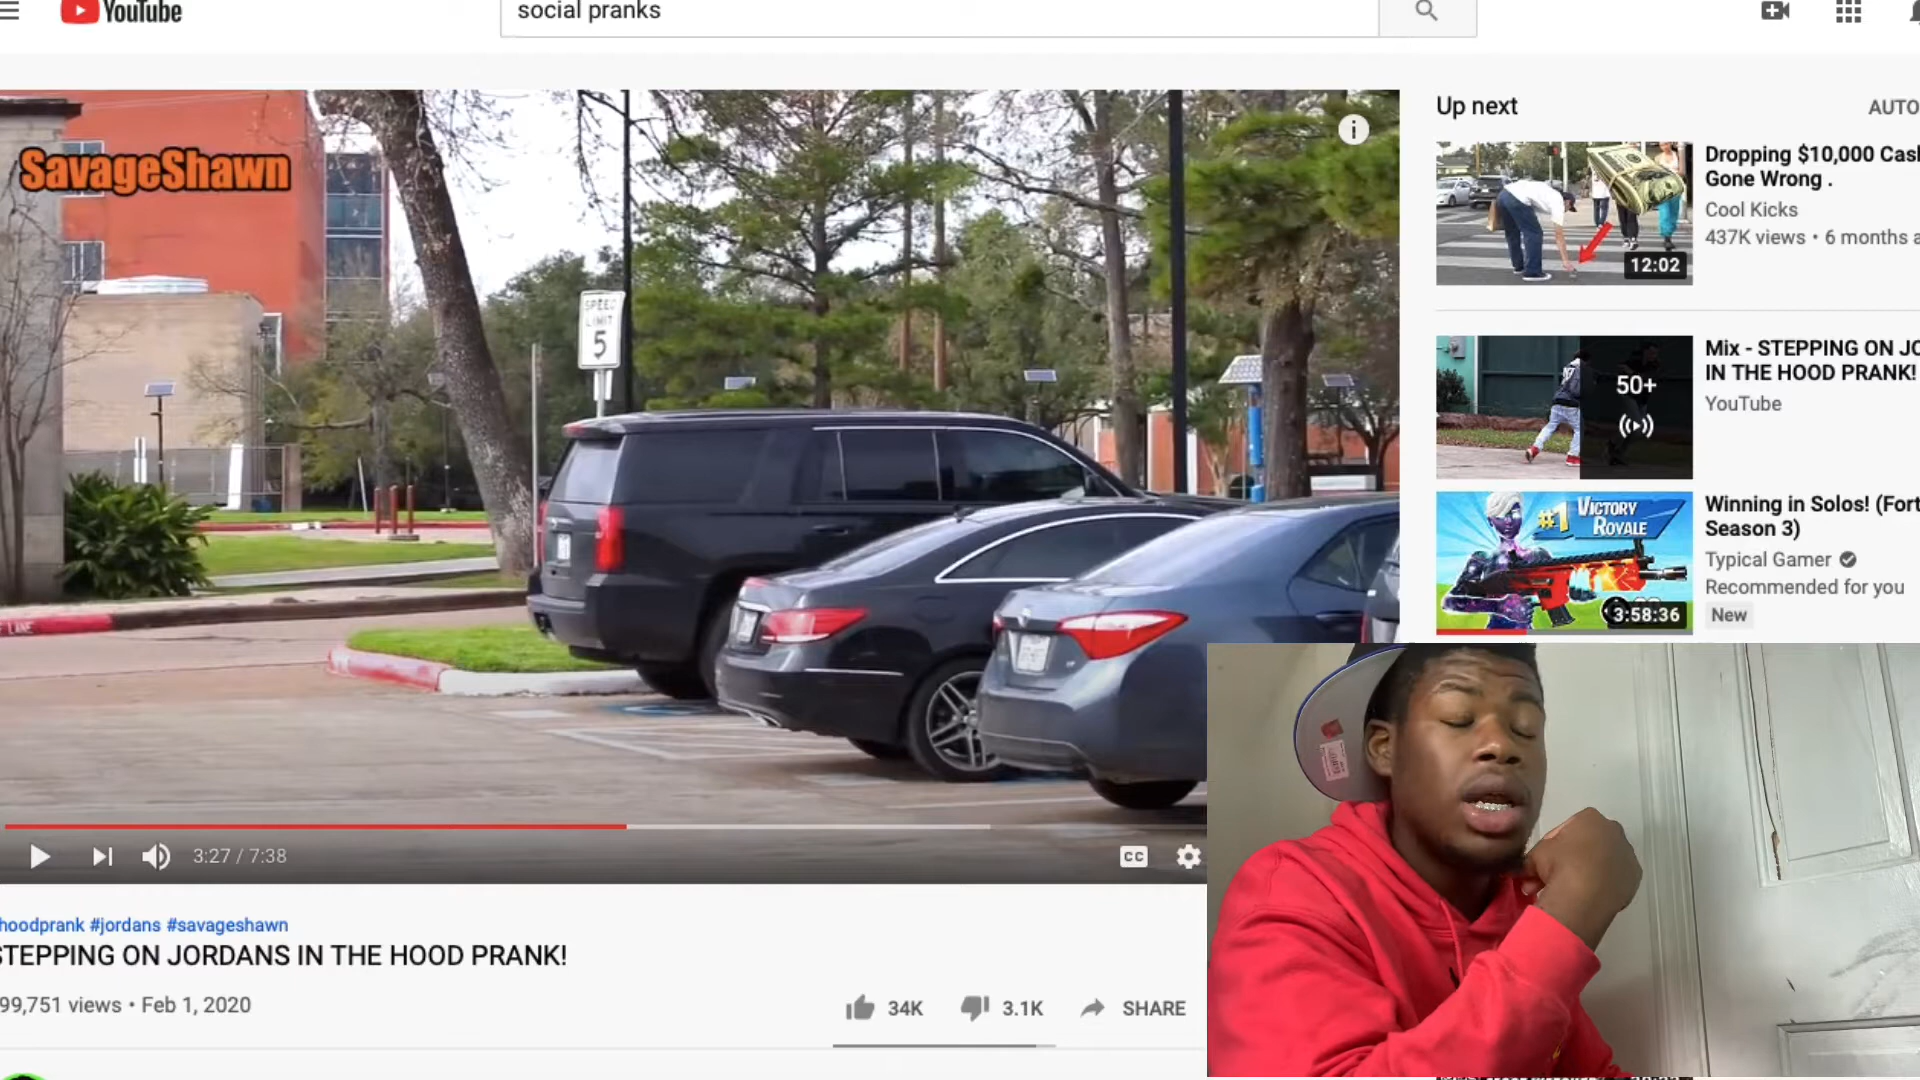 YouTube
social pranks
SavageShawn
SPEED
LIMIT
5
LANE
3:27 / 7:38
CC
hoodprank #jordans #savageshawn
STEPPING ON JORDANS IN THE HOOD PRANK!
99,751 views • Feb 1, 2020
34K
3.1K
SHARE
Up next
AUTO
12:02
Dropping $10,000 Cash
Gone Wrong .
Cool Kicks
437K views • 6 months a
50+
Mix - STEPPING ON JO
IN THE HOOD PRANK!
YouTube
#1 VICTORY
ROYALE
3:58:36
Winning in Solos! (Fort
Season 3)
Typical Gamer
Recommended for you
New